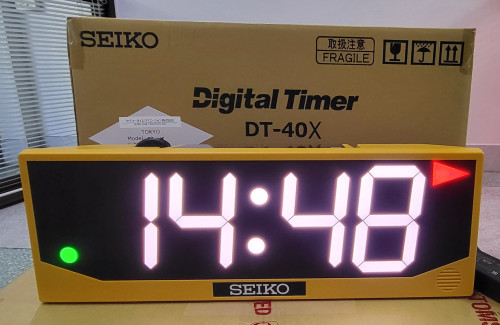 SEIKO
取扱注意
FRAGILE
Digital Timer
DT-40X
TOKYO
14:48
SEIKO